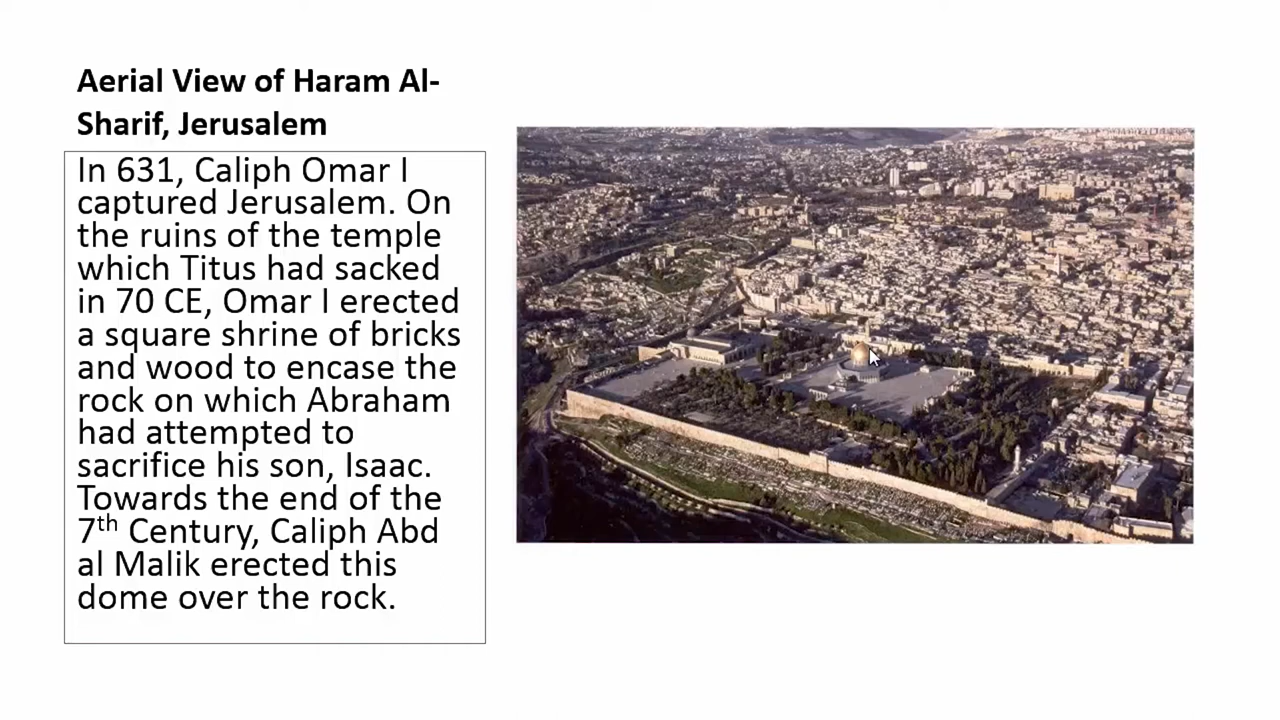 Aerial View of Haram Al-
Sharif, Jerusalem
In 631, Caliph Omar I
captured Jerusalem. On
the ruins of the temple
which Titus had sacked
in 70 CE, Omar I erected
a square shrine of bricks
and wood to encase the
rock on which Abraham
had attempted to
sacrifice his son, Isaac.
Towards the end of the
7th Century, Caliph Abd
al Malik erected this
dome over the rock.